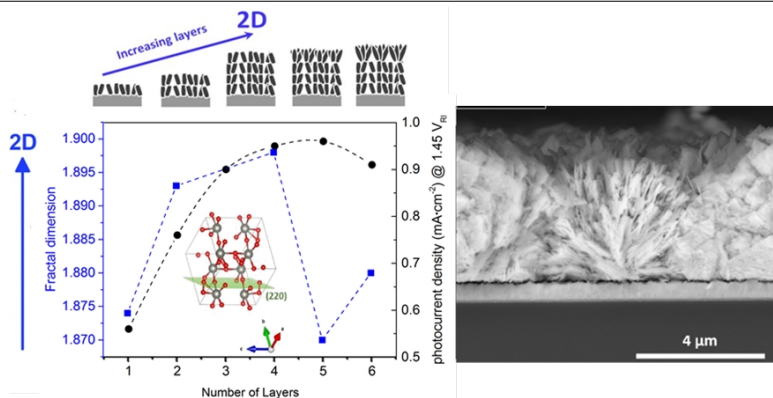 2D
Increasing layers
2D
Fractal dimension
1.900
1.895
1.890
1.885
1.880
1.875
1.870
1.0
0.9
0.8
0.7
0.6
0.5
photocurrent density (mA·cm⁻²) @ 1.45 V
(220)
c
b
a
1 2 3 4 5 6
Number of Layers
4 µm